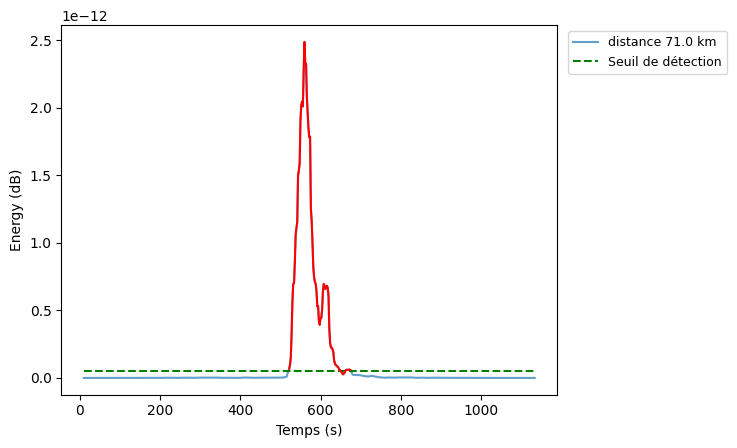 1e−12
distance 71.0 km
Seuil de détection
2.5
2.0
1.5
1.0
0.5
0.0
Energy (dB)
0 200 400 600 800 1000
Temps (s)